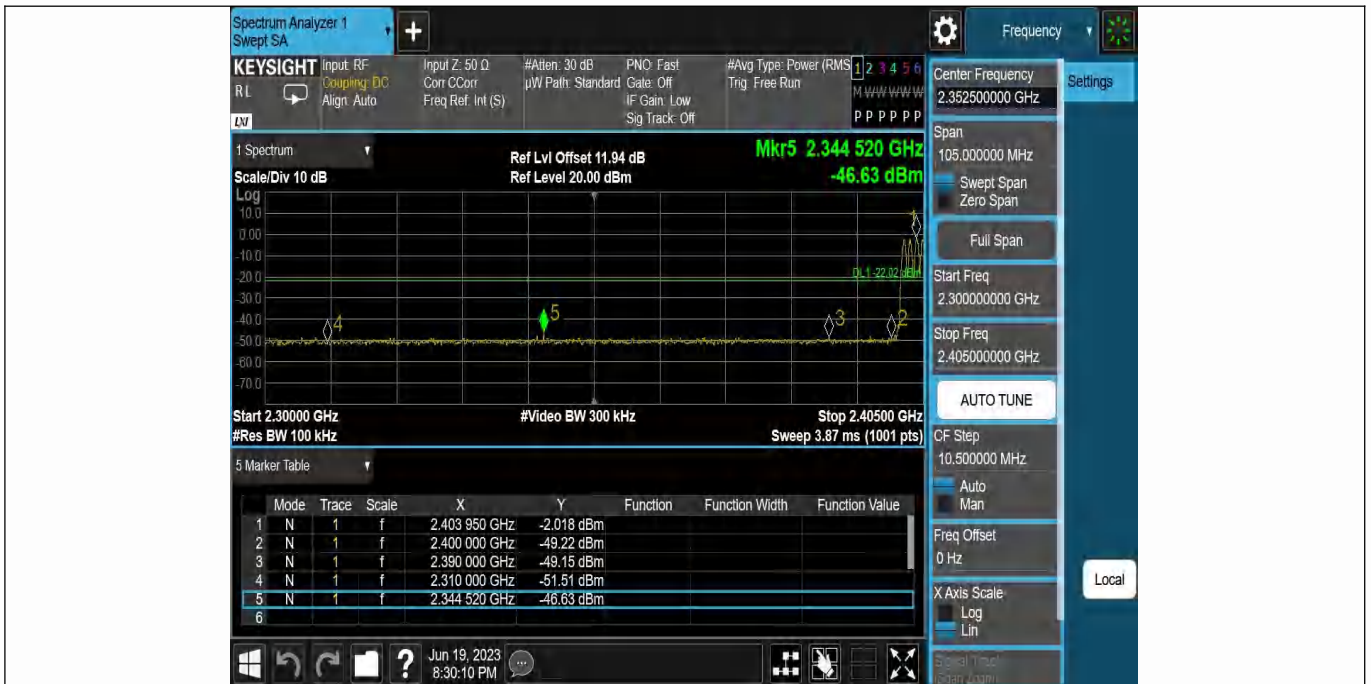 Spectrum Analyzer 1
Swept SA
+
Frequency
KEYSIGHT
RL
LXI
Input: RF
Coupling: DC
Align: Auto
Input Z: 50 Ω
Corr CCorr
Freq Ref: Int (S)
#Atten: 30 dB
µW Path: Standard
PNO: Fast
Gate: Off
IF Gain: Low
Sig Track: Off
#Avg Type: Power (RMS
Trig: Free Run
1 2 3 4 5 6
M W W W W W
P P P P P P
Center Frequency
2.352500000 GHz
Settings
1 Spectrum
Scale/Div 10 dB
Ref Lvl Offset 11.94 dB
Ref Level 20.00 dBm
Mkr5 2.344 520 GHz
-46.63 dBm
Log
10.0
0.00
-10.0
-20.0
-30.0
-40.0
-50.0
-60.0
-70.0
1
DL1 -22.02 dBm
4
5
3
2
Start 2.30000 GHz
#Res BW 100 kHz
#Video BW 300 kHz
Stop 2.40500 GHz
Sweep 3.87 ms (1001 pts)
Span
105.000000 MHz
Swept Span
Zero Span
Full Span
Start Freq
2.300000000 GHz
Stop Freq
2.405000000 GHz
AUTO TUNE
CF Step
10.500000 MHz
Auto
Man
Freq Offset
0 Hz
X Axis Scale
Log
Lin
Signal Track
(Span Zoom)
Local
5 Marker Table
Mode Trace Scale X Y Function Function Width Function Value
1 N 1 f 2.403 950 GHz -2.018 dBm
2 N 1 f 2.400 000 GHz -49.22 dBm
3 N 1 f 2.390 000 GHz -49.15 dBm
4 N 1 f 2.310 000 GHz -51.51 dBm
5 N 1 f 2.344 520 GHz -46.63 dBm
6
?
Jun 19, 2023
8:30:10 PM